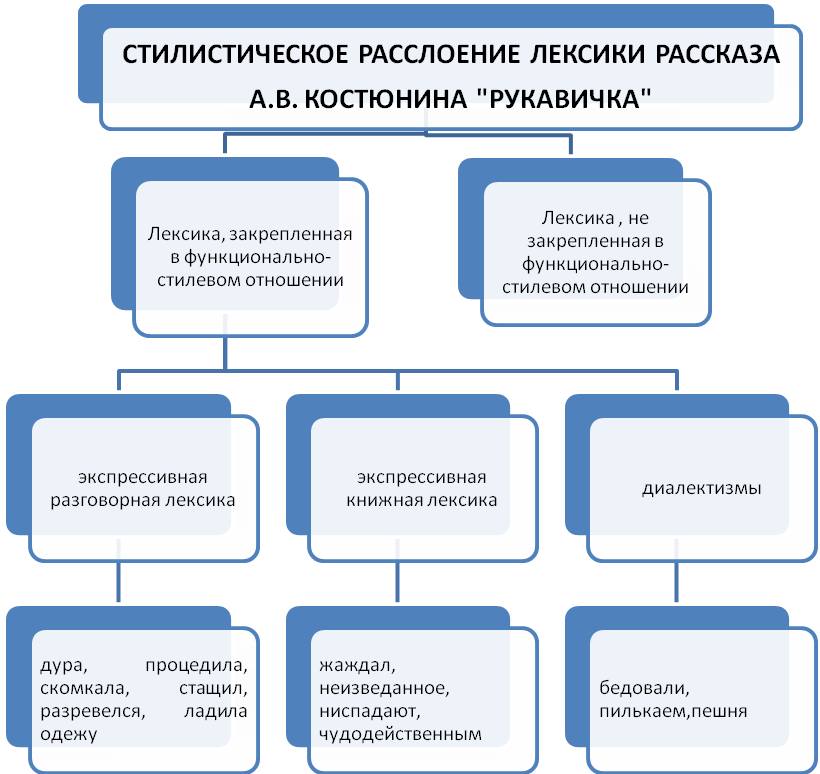 СТИЛИСТИЧЕСКОЕ РАССЛОЕНИЕ ЛЕКСИКИ РАССКАЗА
А.В. КОСТЮНИНА "РУКАВИЧКА"
Лексика, закрепленная
в функционально-
стилевом отношении
Лексика , не
закрепленная в
функционально-
стилевом отношении
экспрессивная
разговорная лексика
экспрессивная
книжная лексика
диалектизмы
дура, процедила,
скомкала, стащил,
разревелся, ладила
одежу
жаждал,
неизведанное,
ниспадают,
чудодейственным
бедовали,
пилькаем,пешня